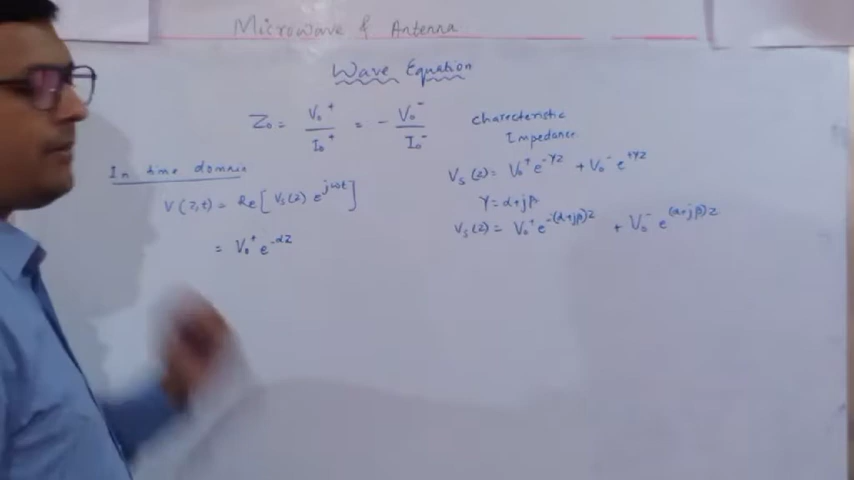 Microwave & Antenna
Wave Equation
Z₀ = V₀⁺ / I₀⁺ = - V₀⁻ / I₀⁻
charecteristic
Impedance
In time domain
V(z,t) = Re[ Vₛ(z) e^jωt ]
= V₀⁺ e^-αz
Vₛ(z) = V₀⁺ e^-γz + V₀⁻ e^+γz
γ = α+jβ
Vₛ(z) = V₀⁺ e^-(α+jβ)z + V₀⁻ e^(α+jβ)z